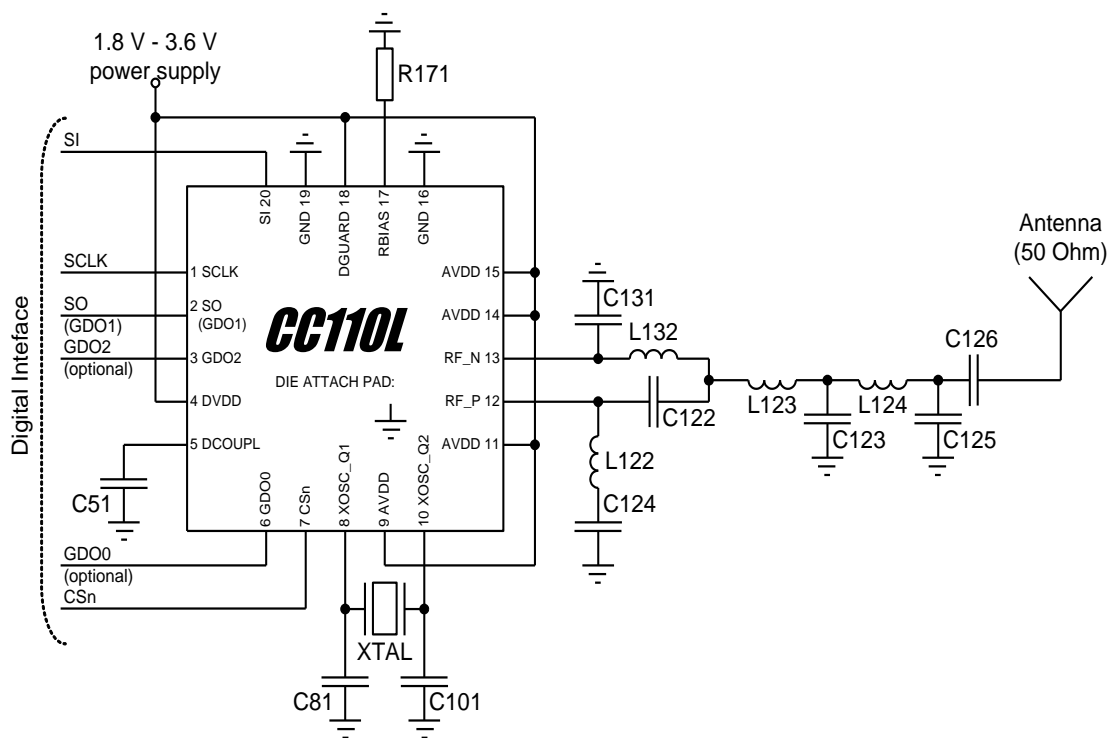 1.8 V - 3.6 V
power supply
R171
SI
SI 20
GND 19
DGUARD 18
RBIAS 17
GND 16
Antenna
(50 Ohm)
SCLK
1 SCLK
AVDD 15
SO
(GDO1)
2 SO
(GDO1)
CC110L
AVDD 14
C131
L132
GDO2
(optional)
3 GDO2
RF_N 13
C126
DIE ATTACH PAD:
4 DVDD
RF_P 12
C122
L123
L124
C123
C125
Digital Inteface
5 DCOUPL
AVDD 11
L122
C51
C124
6 GDO0
7 CSn
8 XOSC_Q1
9 AVDD
10 XOSC_Q2
GDO0
(optional)
CSn
XTAL
C81
C101